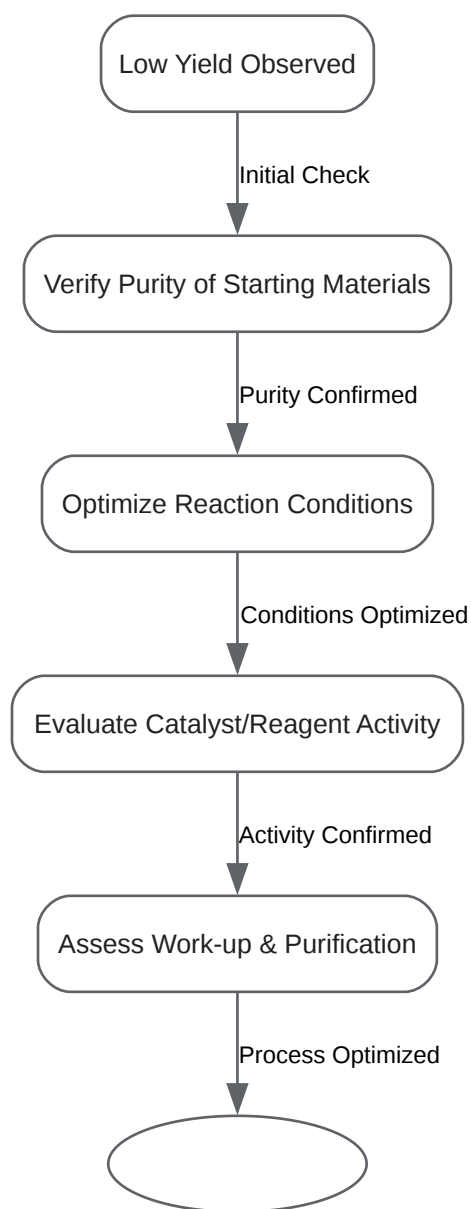 Low Yield Observed
Initial Check
Verify Purity of Starting Materials
Purity Confirmed
Optimize Reaction Conditions
Conditions Optimized
Evaluate Catalyst/Reagent Activity
Activity Confirmed
Assess Work-up & Purification
Process Optimized